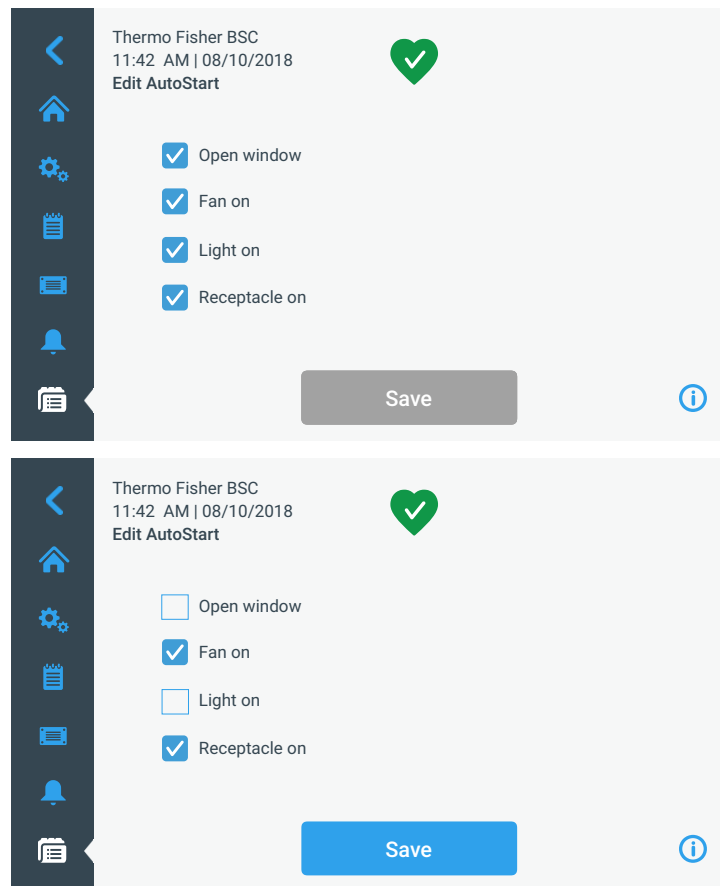 Thermo Fisher BSC
11:42 AM | 08/10/2018
Edit AutoStart
Open window
Fan on
Light on
Receptacle on
Save
Thermo Fisher BSC
11:42 AM | 08/10/2018
Edit AutoStart
Open window
Fan on
Light on
Receptacle on
Save